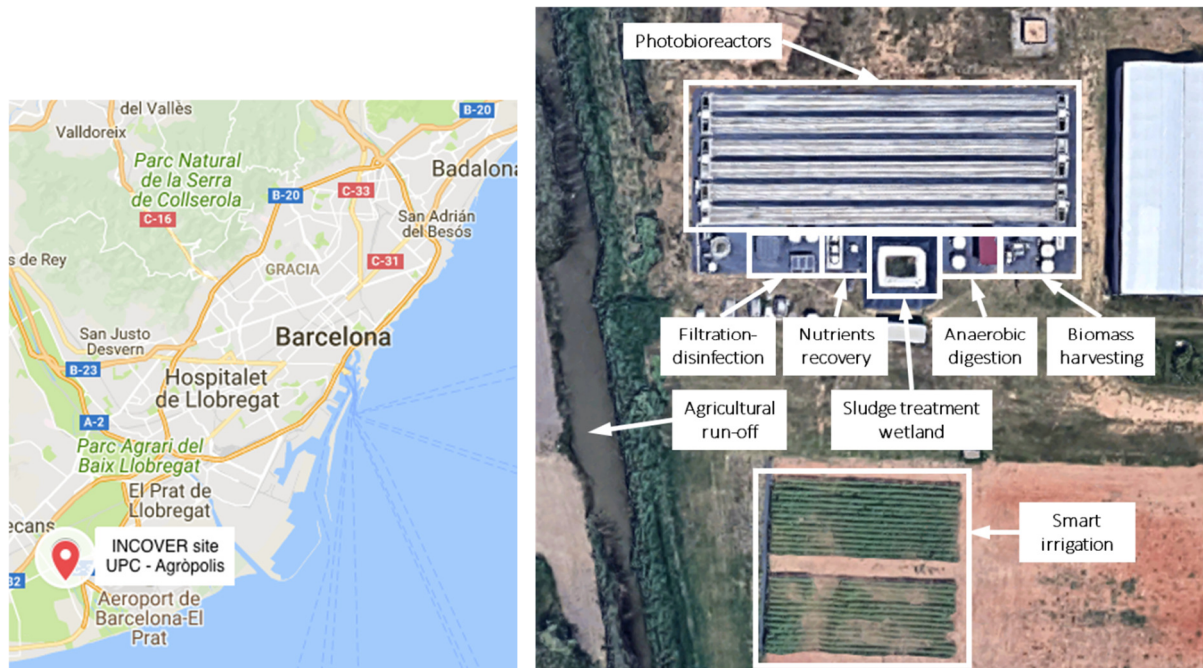 del Vallès
B-20
Valldoreix
Badalona
Parc Natural
de la Serra
de Collserola
B-20
C-33
C-16
San Adrián
del Besós
s de Rey
GRACIA
C-31
San Justo
Desvern
Barcelona
B-23
Hospitalet
de Llobregat
A-2
Parc Agrari del
Baix Llobregat
El Prat de
Llobregat
ecans
INCOVER site
UPC - Agròpolis
32
Aeroport de
Barcelona-El
Prat
Photobioreactors
Filtration-
disinfection
Nutrients
recovery
Anaerobic
digestion
Biomass
harvesting
Agricultural
run-off
Sludge treatment
wetland
Smart
irrigation